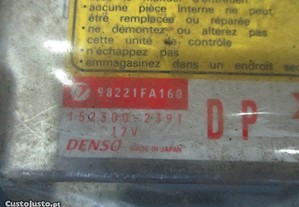 •aucune pièce interne ne peut
être remplacée ou réparée
•ne; démontez ou altérez pas
cette unité de contrôle
•n'échappez pas
•emmagasinez dans un endroit
98221FA160
152300-2391
12V
DP
DENSO MADE IN JAPAN
CustoJusto.pt